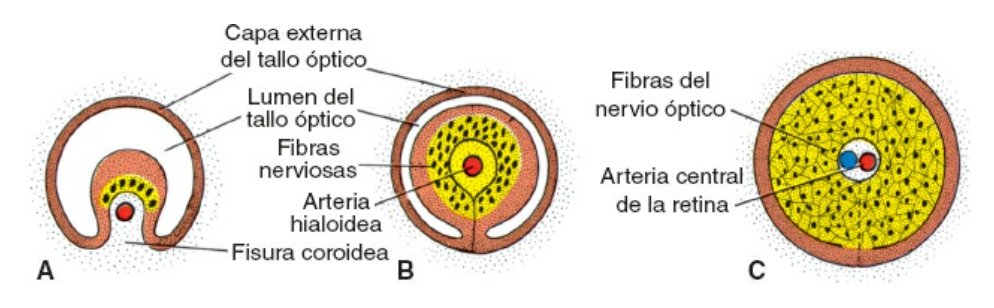 Capa externa
del tallo óptico
Lumen del
tallo óptico
Fibras
nerviosas
Arteria
hialoidea
Fisura coroidea
Fibras del
nervio óptico
Arteria central
de la retina
A
B
C